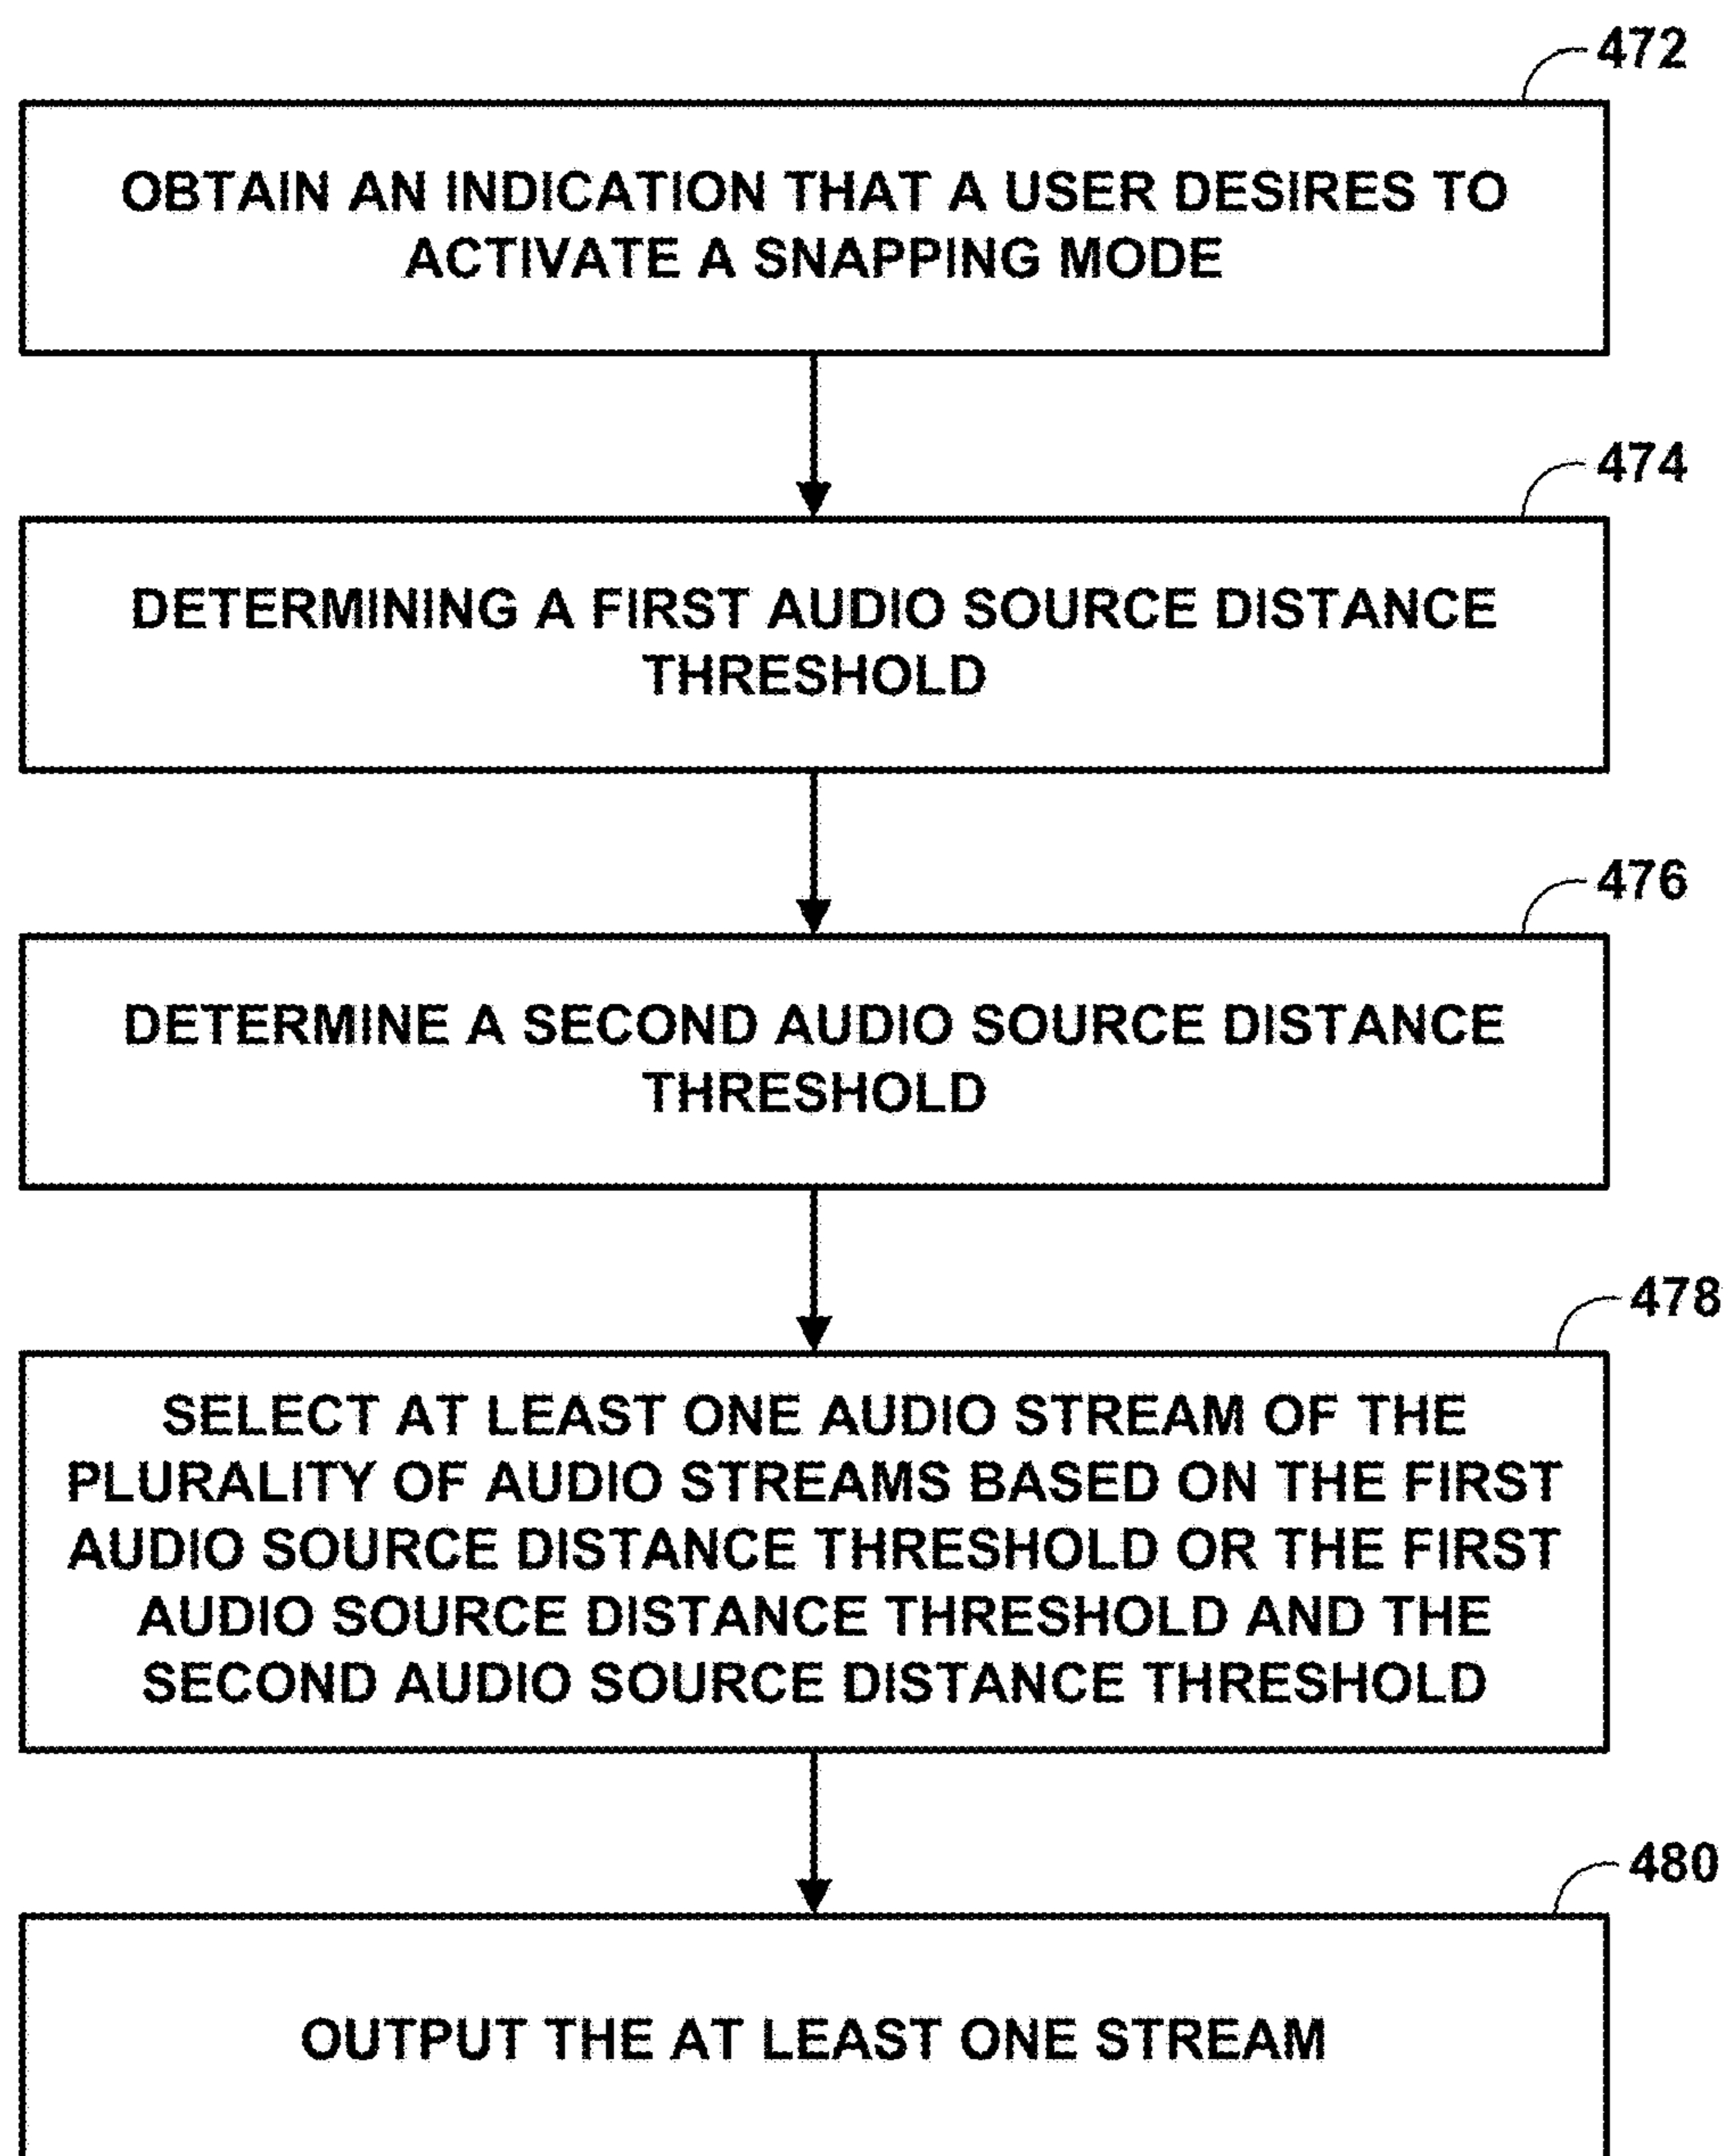 472
OBTAIN AN INDICATION THAT A USER DESIRES TO
ACTIVATE A SNAPPING MODE
474
DETERMINING A FIRST AUDIO SOURCE DISTANCE
THRESHOLD
476
DETERMINE A SECOND AUDIO SOURCE DISTANCE
THRESHOLD
478
SELECT AT LEAST ONE AUDIO STREAM OF THE
PLURALITY OF AUDIO STREAMS BASED ON THE FIRST
AUDIO SOURCE DISTANCE THRESHOLD OR THE FIRST
AUDIO SOURCE DISTANCE THRESHOLD AND THE
SECOND AUDIO SOURCE DISTANCE THRESHOLD
480
OUTPUT THE AT LEAST ONE STREAM